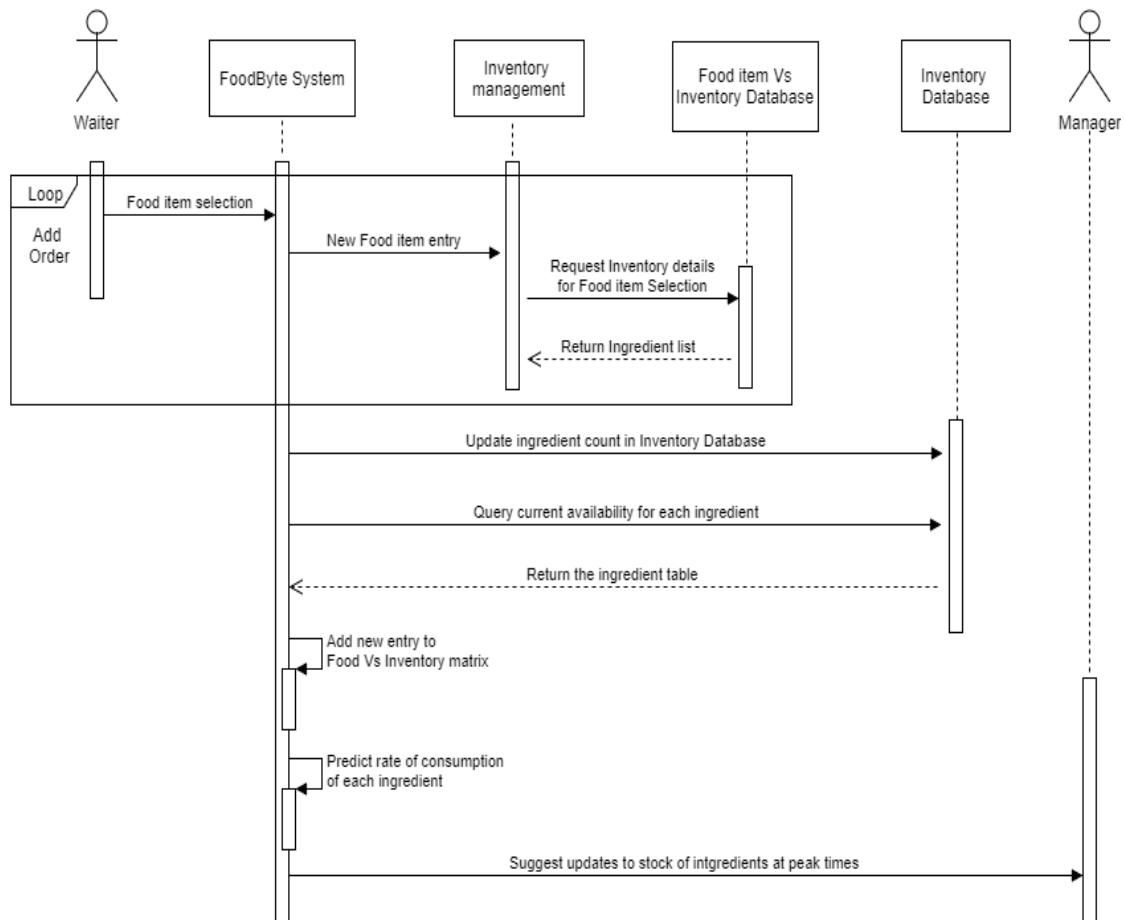 Waiter
FoodByte System
Inventory
management
Food item Vs
Inventory Database
Inventory
Database
Manager
Loop
Add
Order
Food item selection
New Food item entry
Request Inventory details
for Food item Selection
Return Ingredient list
Update ingredient count in Inventory Database
Query current availability for each ingredient
Return the ingredient table
Add new entry to
Food Vs Inventory matrix
Predict rate of consumption
of each ingredient
Suggest updates to stock of intgredients at peak times